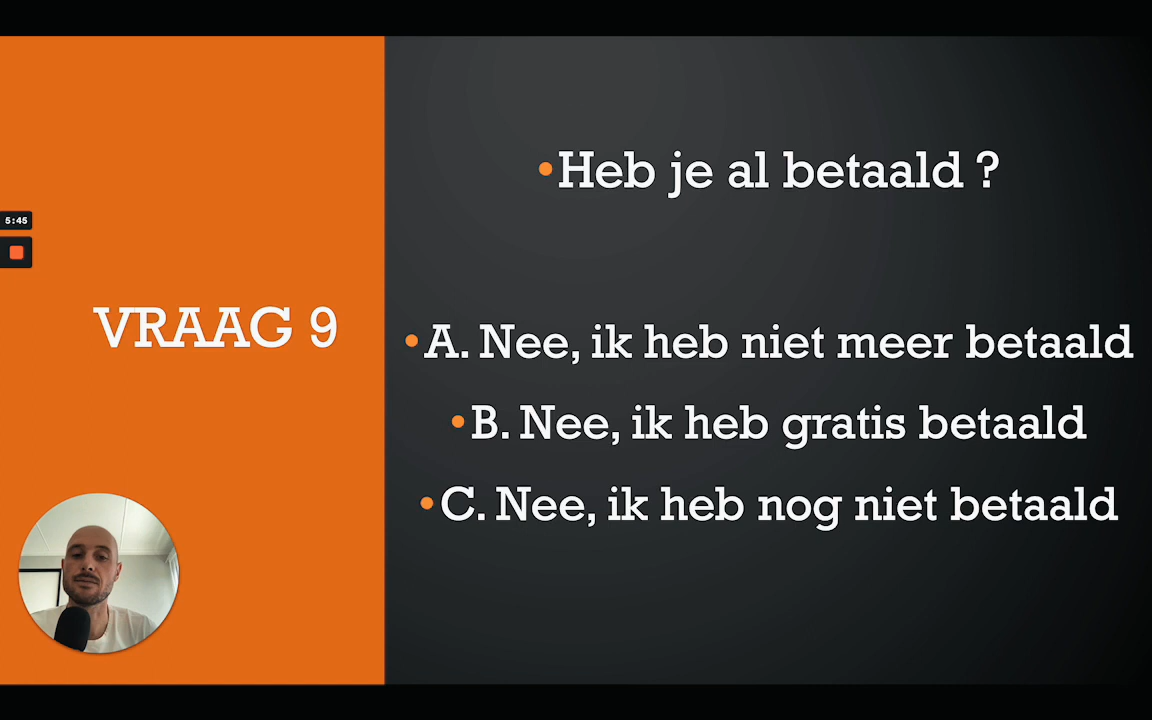 VRAAG 9
Heb je al betaald ?
A. Nee, ik heb niet meer betaald
B. Nee, ik heb gratis betaald
C. Nee, ik heb nog niet betaald
5:45